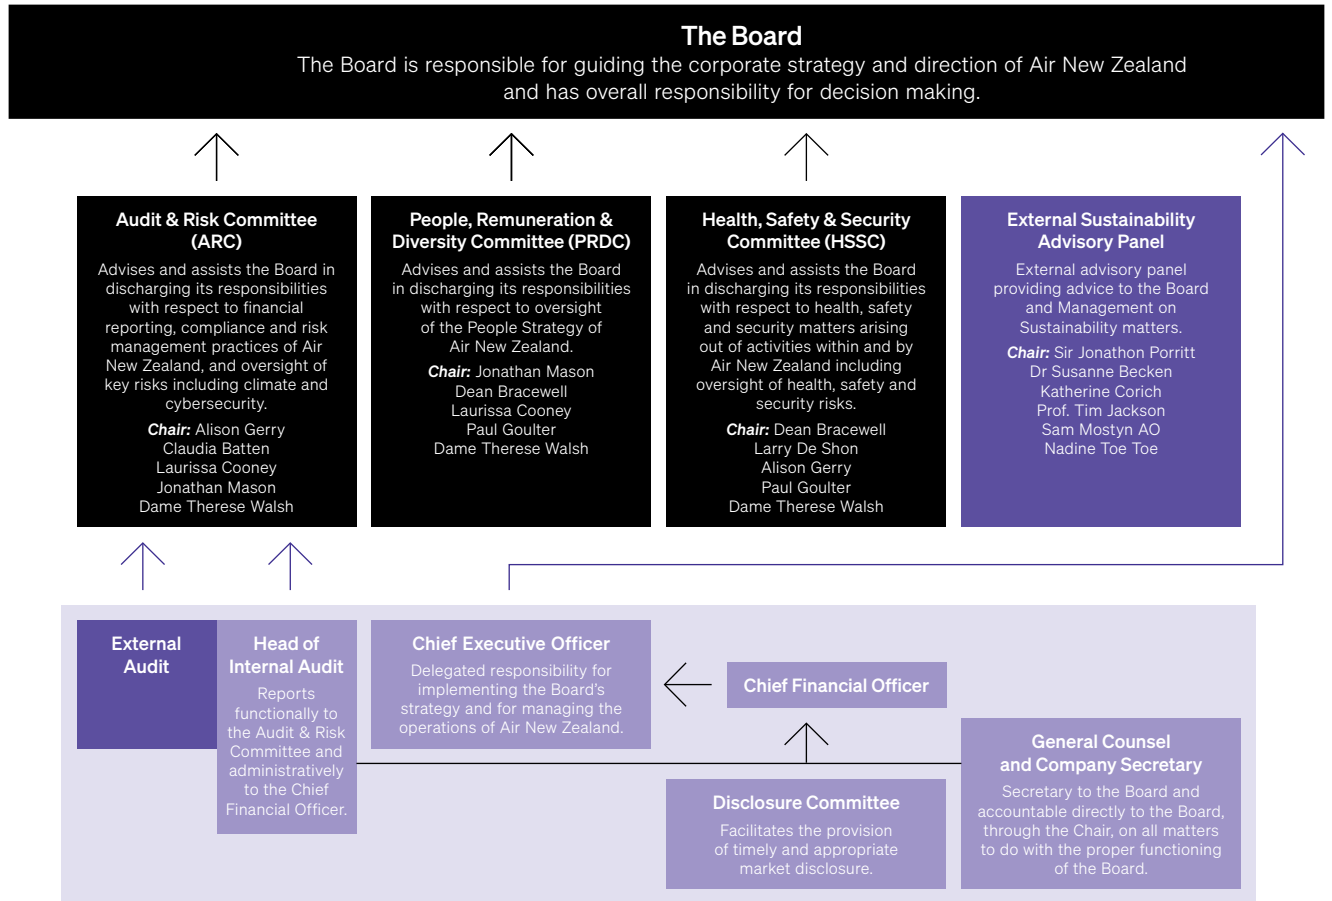 The Board
The Board is responsible for guiding the corporate strategy and direction of Air New Zealand
and has overall responsibility for decision making.
Audit & Risk Committee
(ARC)
Advises and assists the Board in
discharging its responsibilities
with respect to financial
reporting, compliance and risk
management practices of Air
New Zealand, and oversight of
key risks including climate and
cybersecurity.
Chair: Alison Gerry
Claudia Batten
Laurissa Cooney
Jonathan Mason
Dame Therese Walsh
People, Remuneration &
Diversity Committee (PRDC)
Advises and assists the Board
in discharging its responsibilities
with respect to oversight
of the People Strategy of
Air New Zealand.
Chair: Jonathan Mason
Dean Bracewell
Laurissa Cooney
Paul Goulter
Dame Therese Walsh
Health, Safety & Security
Committee (HSSC)
Advises and assists the Board
in discharging its responsibilities
with respect to health, safety
and security matters arising
out of activities within and by
Air New Zealand including
oversight of health, safety and
security risks.
Chair: Dean Bracewell
Larry De Shon
Alison Gerry
Paul Goulter
Dame Therese Walsh
External Sustainability
Advisory Panel
External advisory panel
providing advice to the Board
and Management on
Sustainability matters.
Chair: Sir Jonathon Porritt
Dr Susanne Becken
Katherine Corich
Prof. Tim Jackson
Sam Mostyn AO
Nadine Toe Toe
External
Audit
Head of
Internal Audit
Reports
functionally to
the Audit & Risk
Committee and
administratively
to the Chief
Financial Officer.
Chief Executive Officer
Delegated responsibility for
implementing the Board's
strategy and for managing the
operations of Air New Zealand.
Chief Financial Officer
Disclosure Committee
Facilitates the provision
of timely and appropriate
market disclosure.
General Counsel
and Company Secretary
Secretary to the Board and
accountable directly to the Board,
through the Chair, on all matters
to do with the proper functioning
of the Board.